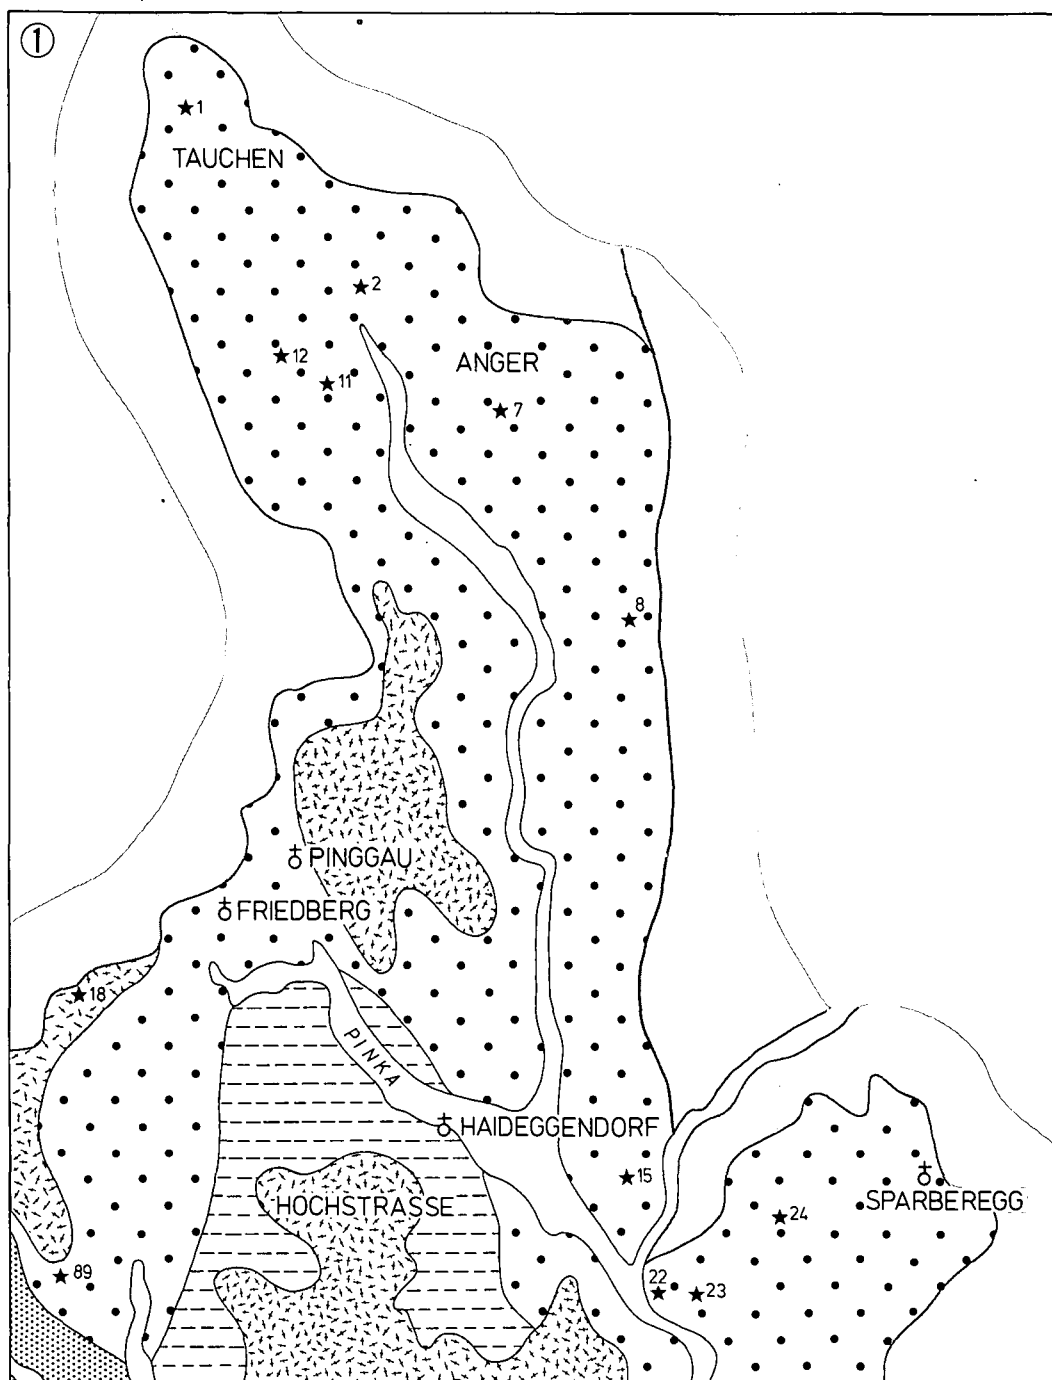 1
★1
TAUCHEN
★2
★12
ANGER
★11
★7
8
★
PINGGAU
FRIEDBERG
★18
PINKA
HAIDEGGENDORF
★15
SPARBEREGG
HOCHSTRASSE
★24
★89
22
★
★23